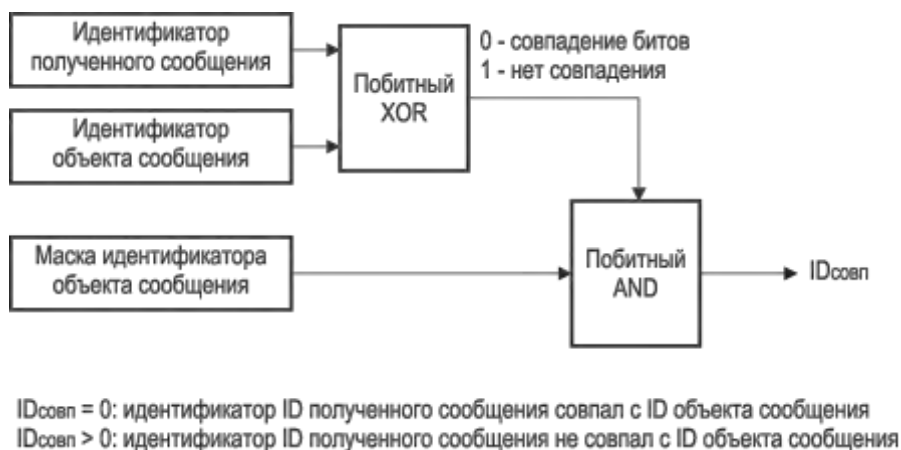 Идентификатор
полученного сообщения
Идентификатор
объекта сообщения
Побитный
XOR
0 - совпадение битов
1 - нет совпадения
Маска идентификатора
объекта сообщения
Побитный
AND
IDсовп
IDсовп = 0: идентификатор ID полученного сообщения совпал с ID объекта сообщения
IDсовп > 0: идентификатор ID полученного сообщения не совпал с ID объекта сообщения